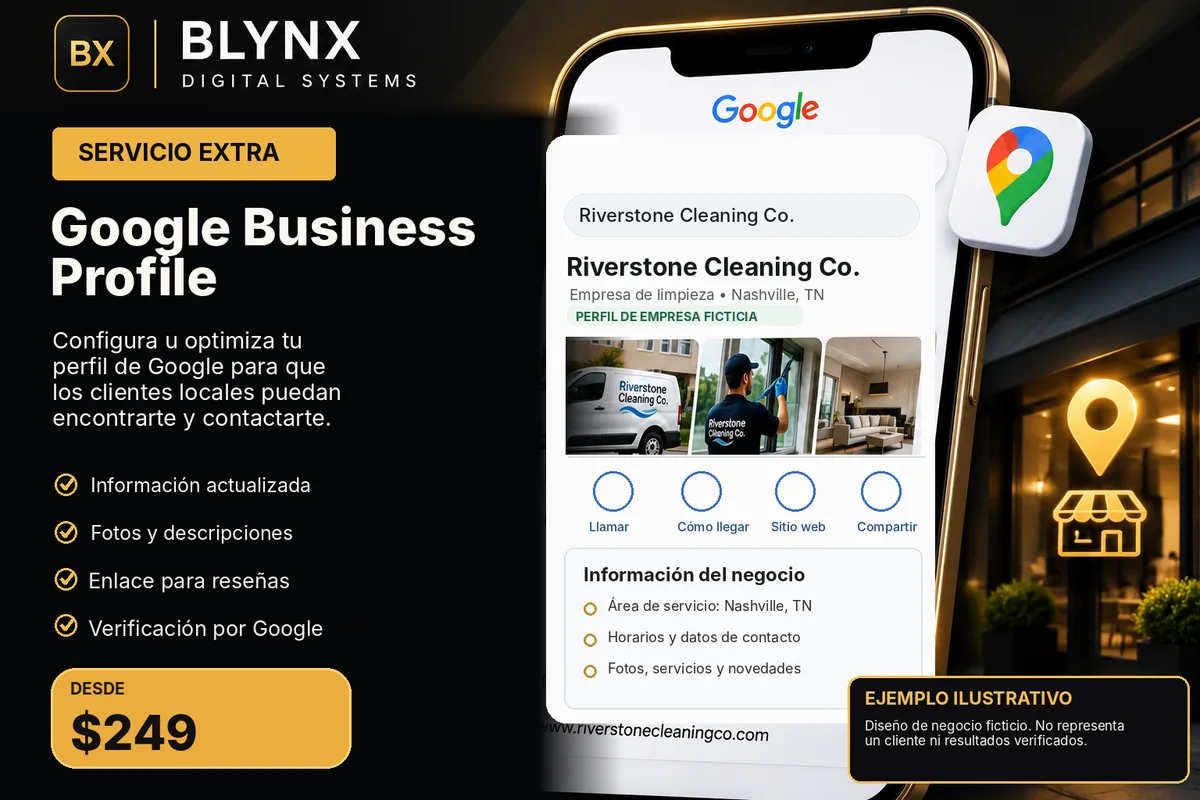 BX
BLYNX
DIGITAL SYSTEMS
SERVICIO EXTRA
Google Business
Profile
Configura u optimiza tu
perfil de Google para que
los clientes locales puedan
encontrarte y contactarte.
Información actualizada
Fotos y descripciones
Enlace para reseñas
Verificación por Google
DESDE
$249
Google
Riverstone Cleaning Co.
Riverstone Cleaning Co.
Empresa de limpieza • Nashville, TN
PERFIL DE EMPRESA FICTICIA
Riverstone
Cleaning Co.
Riverstone
Cleaning Co.
Llamar
Cómo llegar
Sitio web
Compartir
Información del negocio
Área de servicio: Nashville, TN
Horarios y datos de contacto
Fotos, servicios y novedades
www.riverstonecleaningco.com
EJEMPLO ILUSTRATIVO
Diseño de negocio ficticio. No representa
un cliente ni resultados verificados.